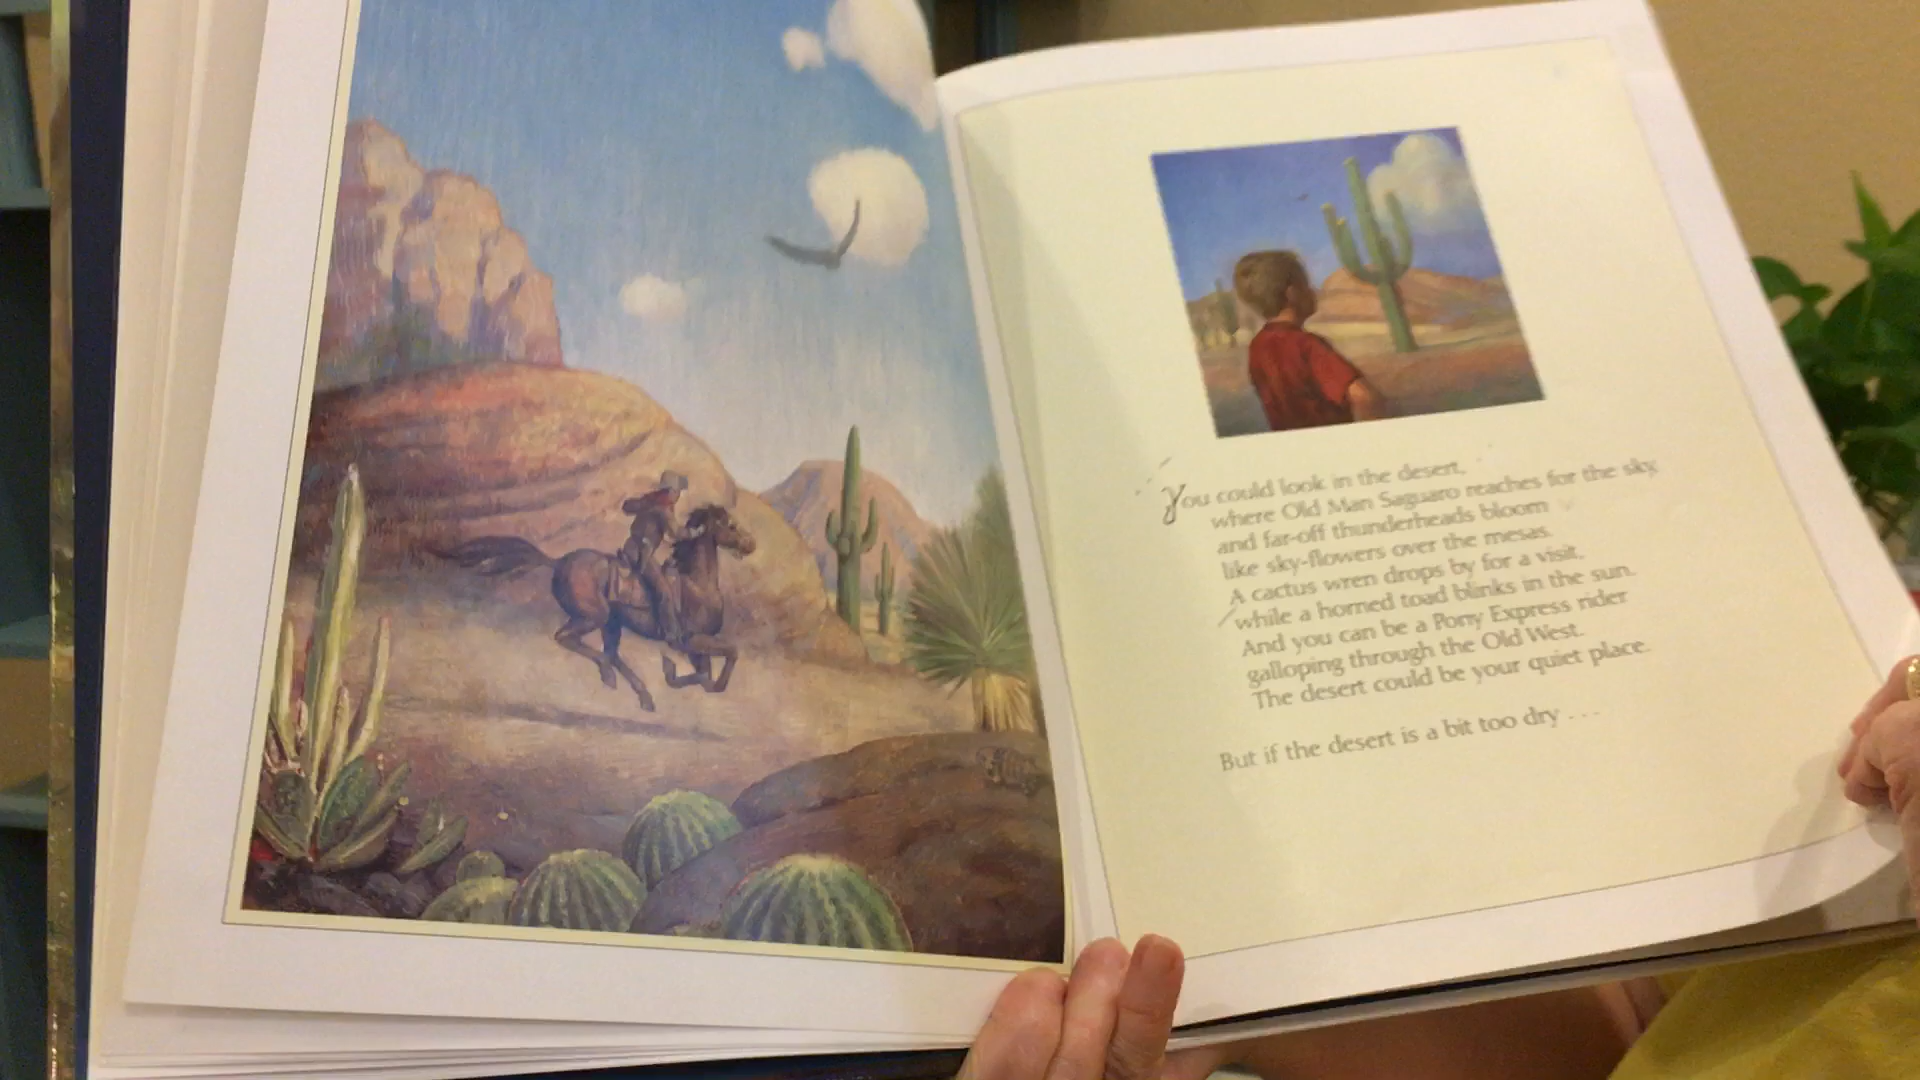 You could look in the desert,
where Old Man Saguaro reaches for the sky
and far-off thunderheads bloom
like sky-flowers over the mesas.
A cactus wren drops by for a visit,
while a horned toad blinks in the sun.
And you can be a Pony Express rider
galloping through the Old West.
The desert could be your quiet place.
But if the desert is a bit too dry . . .